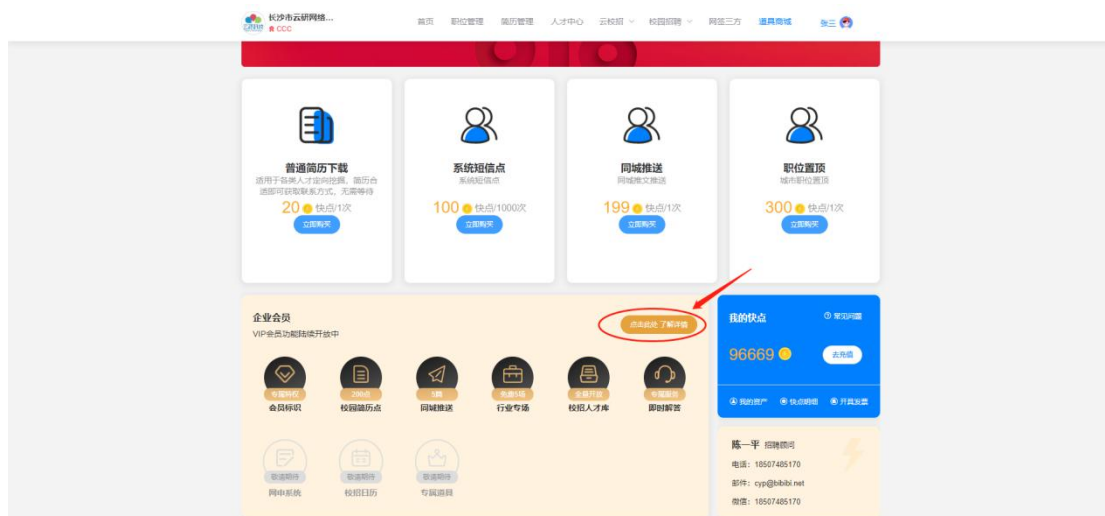 长沙市云研网络...
CCC
首页 职位管理 简历管理 人才中心 云校招 校园招聘 网签三方 道具商城 张三
普通简历下载
适用于各类人才定向挖掘，简历合
适即可获取联系方式，无需等待
20 快点/1次
立即购买
系统短信点
系统短信点
100 快点/1000次
立即购买
同城推送
同城推文推送
199 快点/1次
立即购买
职位置顶
城市职位置顶
300 快点/1次
立即购买
企业会员
VIP会员功能陆续开放中
点击此处 了解详情
专属特权
会员标识
200点
校园简历点
5篇
同城推送
免费5场
行业专场
全景开放
校招人才库
专属服务
即时解答
敬请期待
网申系统
敬请期待
校招日历
敬请期待
专属道具
我的快点
常见问题
96669
去充值
我的资产 快点明细 开具发票
陈一平 招聘顾问
电话：18507485170
邮件：cyp@bibibi.net
微信：18507485170